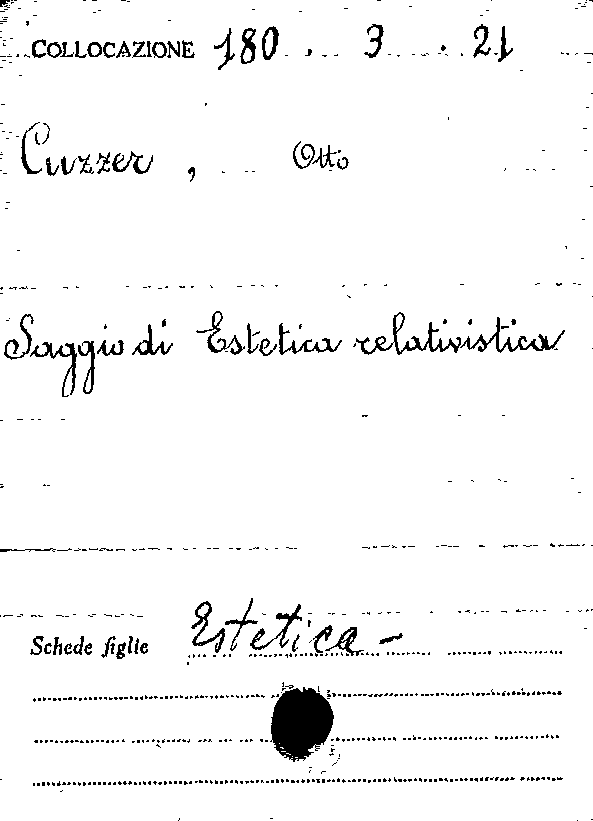 COLLOCAZIONE 180 . 3 . 21
Cuzzer , Otto
Saggio di Estetica relativistica
Schede figlie Estetica -